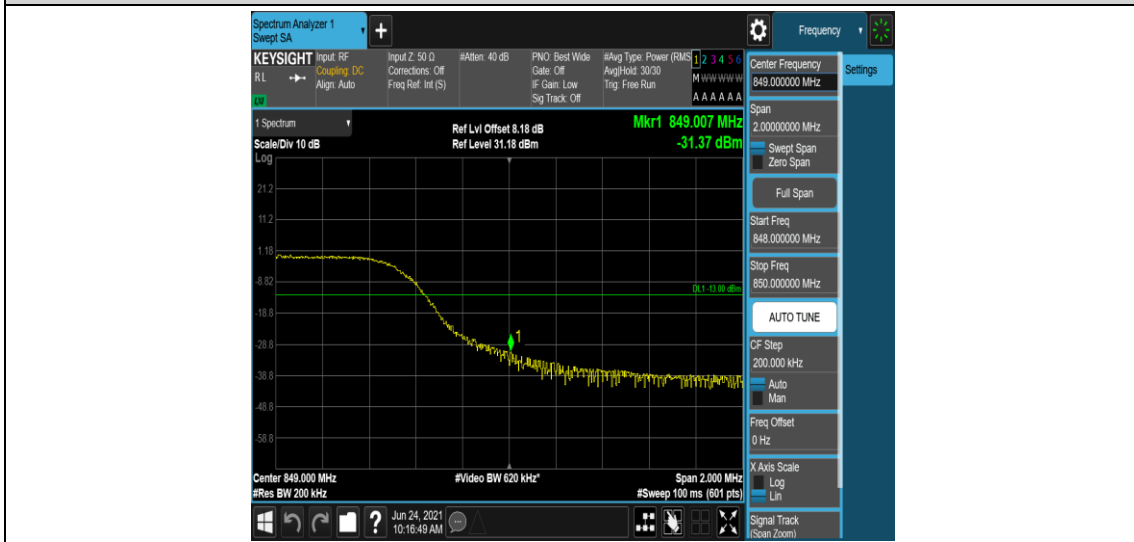 Spectrum Analyzer 1
Swept SA
Frequency
KEYSIGHT
RL
Input: RF
Coupling: DC
Align: Auto
Input Z: 50 Ω
Corrections: Off
Freq Ref: Int (S)
#Atten: 40 dB
PNO: Best Wide
Gate: Off
IF Gain: Low
Sig Track: Off
#Avg Type: Power (RMS
Avg|Hold: 30/30
Trig: Free Run
1 2 3 4 5 6
M W W W W W
A A A A A A
1 Spectrum
Scale/Div 10 dB
Ref Lvl Offset 8.18 dB
Ref Level 31.18 dBm
Mkr1 849.007 MHz
-31.37 dBm
Log
21.2
11.2
1.18
-8.82
-18.8
-28.8
-38.8
-48.8
-58.8
DL1 -13.00 dBm
1
Center 849.000 MHz
#Res BW 200 kHz
#Video BW 620 kHz*
Span 2.000 MHz
#Sweep 100 ms (601 pts)
Jun 24, 2021
10:16:49 AM
Center Frequency
849.000000 MHz
Settings
Span
2.00000000 MHz
Swept Span
Zero Span
Full Span
Start Freq
848.000000 MHz
Stop Freq
850.000000 MHz
AUTO TUNE
CF Step
200.000 kHz
Auto
Man
Freq Offset
0 Hz
X Axis Scale
Log
Lin
Signal Track
(Span Zoom)